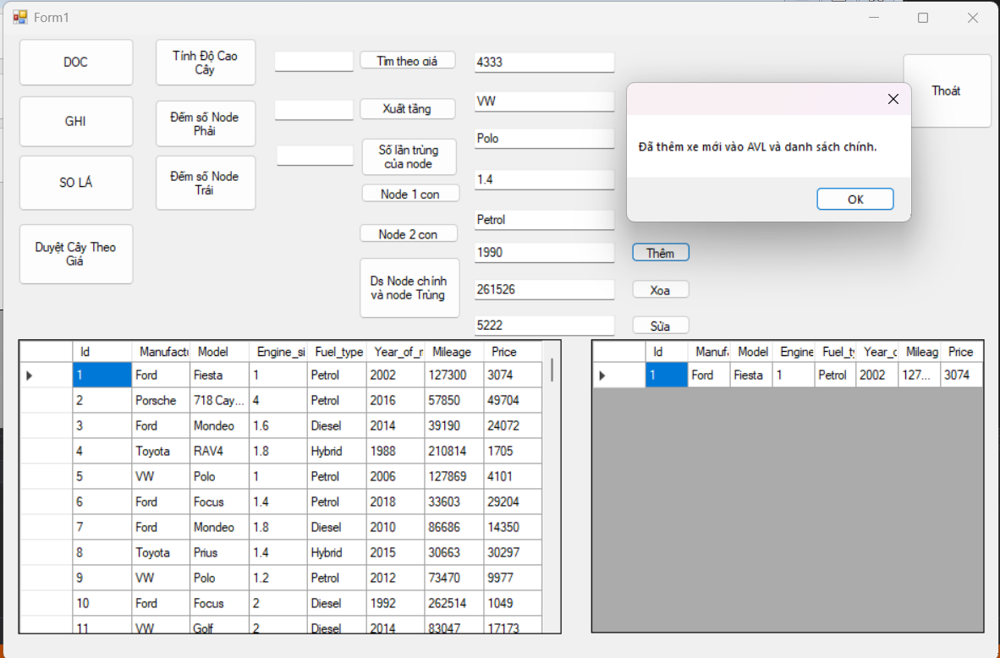 Form1
DOC
GHI
SO LÁ
Duyệt Cây Theo
Giá
Tính Độ Cao
Cây
Đếm số Node
Phải
Đếm số Node
Trái
Tìm theo giá
Xuất tầng
Số lần trùng
của node
Node 1 con
Node 2 con
Ds Node chính
và node Trùng
4333
VW
Polo
1.4
Petrol
1990
261526
5222
Thêm
Xoa
Sửa
Thoát
Đã thêm xe mới vào AVL và danh sách chính.
OK
Id Manufactu Model Engine_si Fuel_type Year_of_r Mileage Price
1 Ford Fiesta 1 Petrol 2002 127300 3074
2 Porsche 718 Cay... 4 Petrol 2016 57850 49704
3 Ford Mondeo 1.6 Diesel 2014 39190 24072
4 Toyota RAV4 1.8 Hybrid 1988 210814 1705
5 VW Polo 1 Petrol 2006 127869 4101
6 Ford Focus 1.4 Petrol 2018 33603 29204
7 Ford Mondeo 1.8 Diesel 2010 86686 14350
8 Toyota Prius 1.4 Hybrid 2015 30663 30297
9 VW Polo 1.2 Petrol 2012 73470 9977
10 Ford Focus 2 Diesel 1992 262514 1049
11 VW Golf 2 Diesel 2014 83047 17173
Id Manufa Model Engine Fuel_ty Year_o Mileag Price
1 Ford Fiesta 1 Petrol 2002 127... 3074